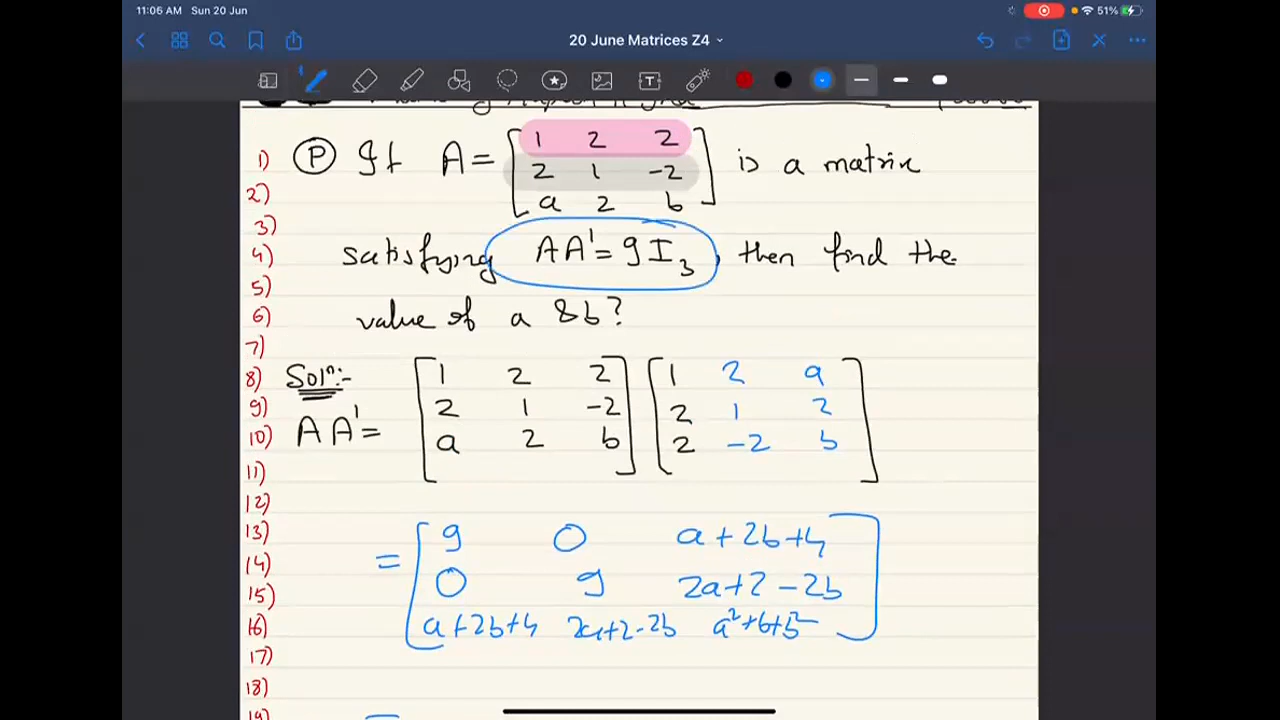 11:06 AM Sun 20 Jun
51%
20 June Matrices Z4
1) P If A = [ 1 2 2 is a matrix
2) 2 1 -2
3) a 2 b ]
4) satisfying AA' = 9I₃, then find the
5)
6) value of a & b?
7)
8) Solⁿ:- [ 1 2 2 ] [ 1 2 a ]
9) AA' = 2 1 -2 2 1 2
10) a 2 b 2 -2 b
11)
12)
13) = [ 9 0 a + 2b + 4
14) 0 9 2a + 2 - 2b
15)
16) a + 2b + 4 2a + 2 - 2b a² + 6 + b² ]
17)
18)
19)